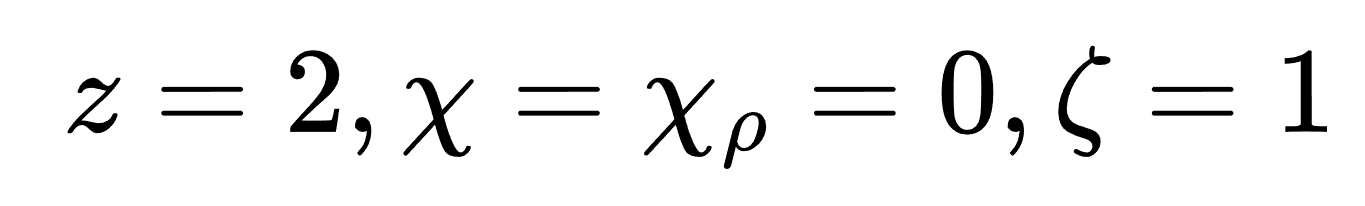 z = 2, χ = χ_ρ = 0, ζ = 1